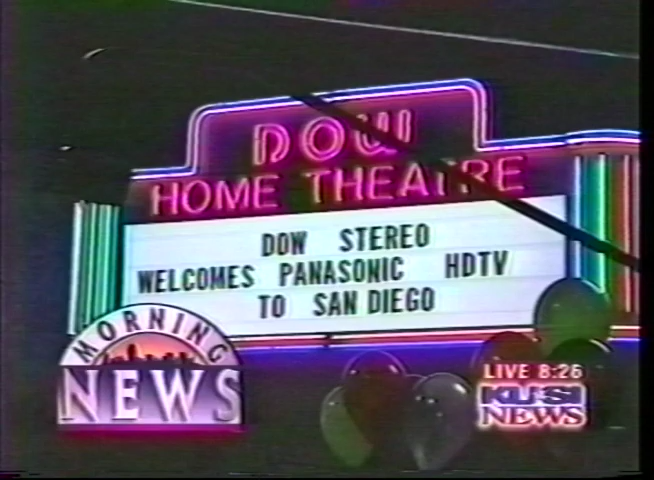 DOW
HOME THEATRE
DOW STEREO
WELCOMES PANASONIC HDTV
TO SAN DIEGO
MORNING
NEWS
LIVE 8:26
KUSI
NEWS